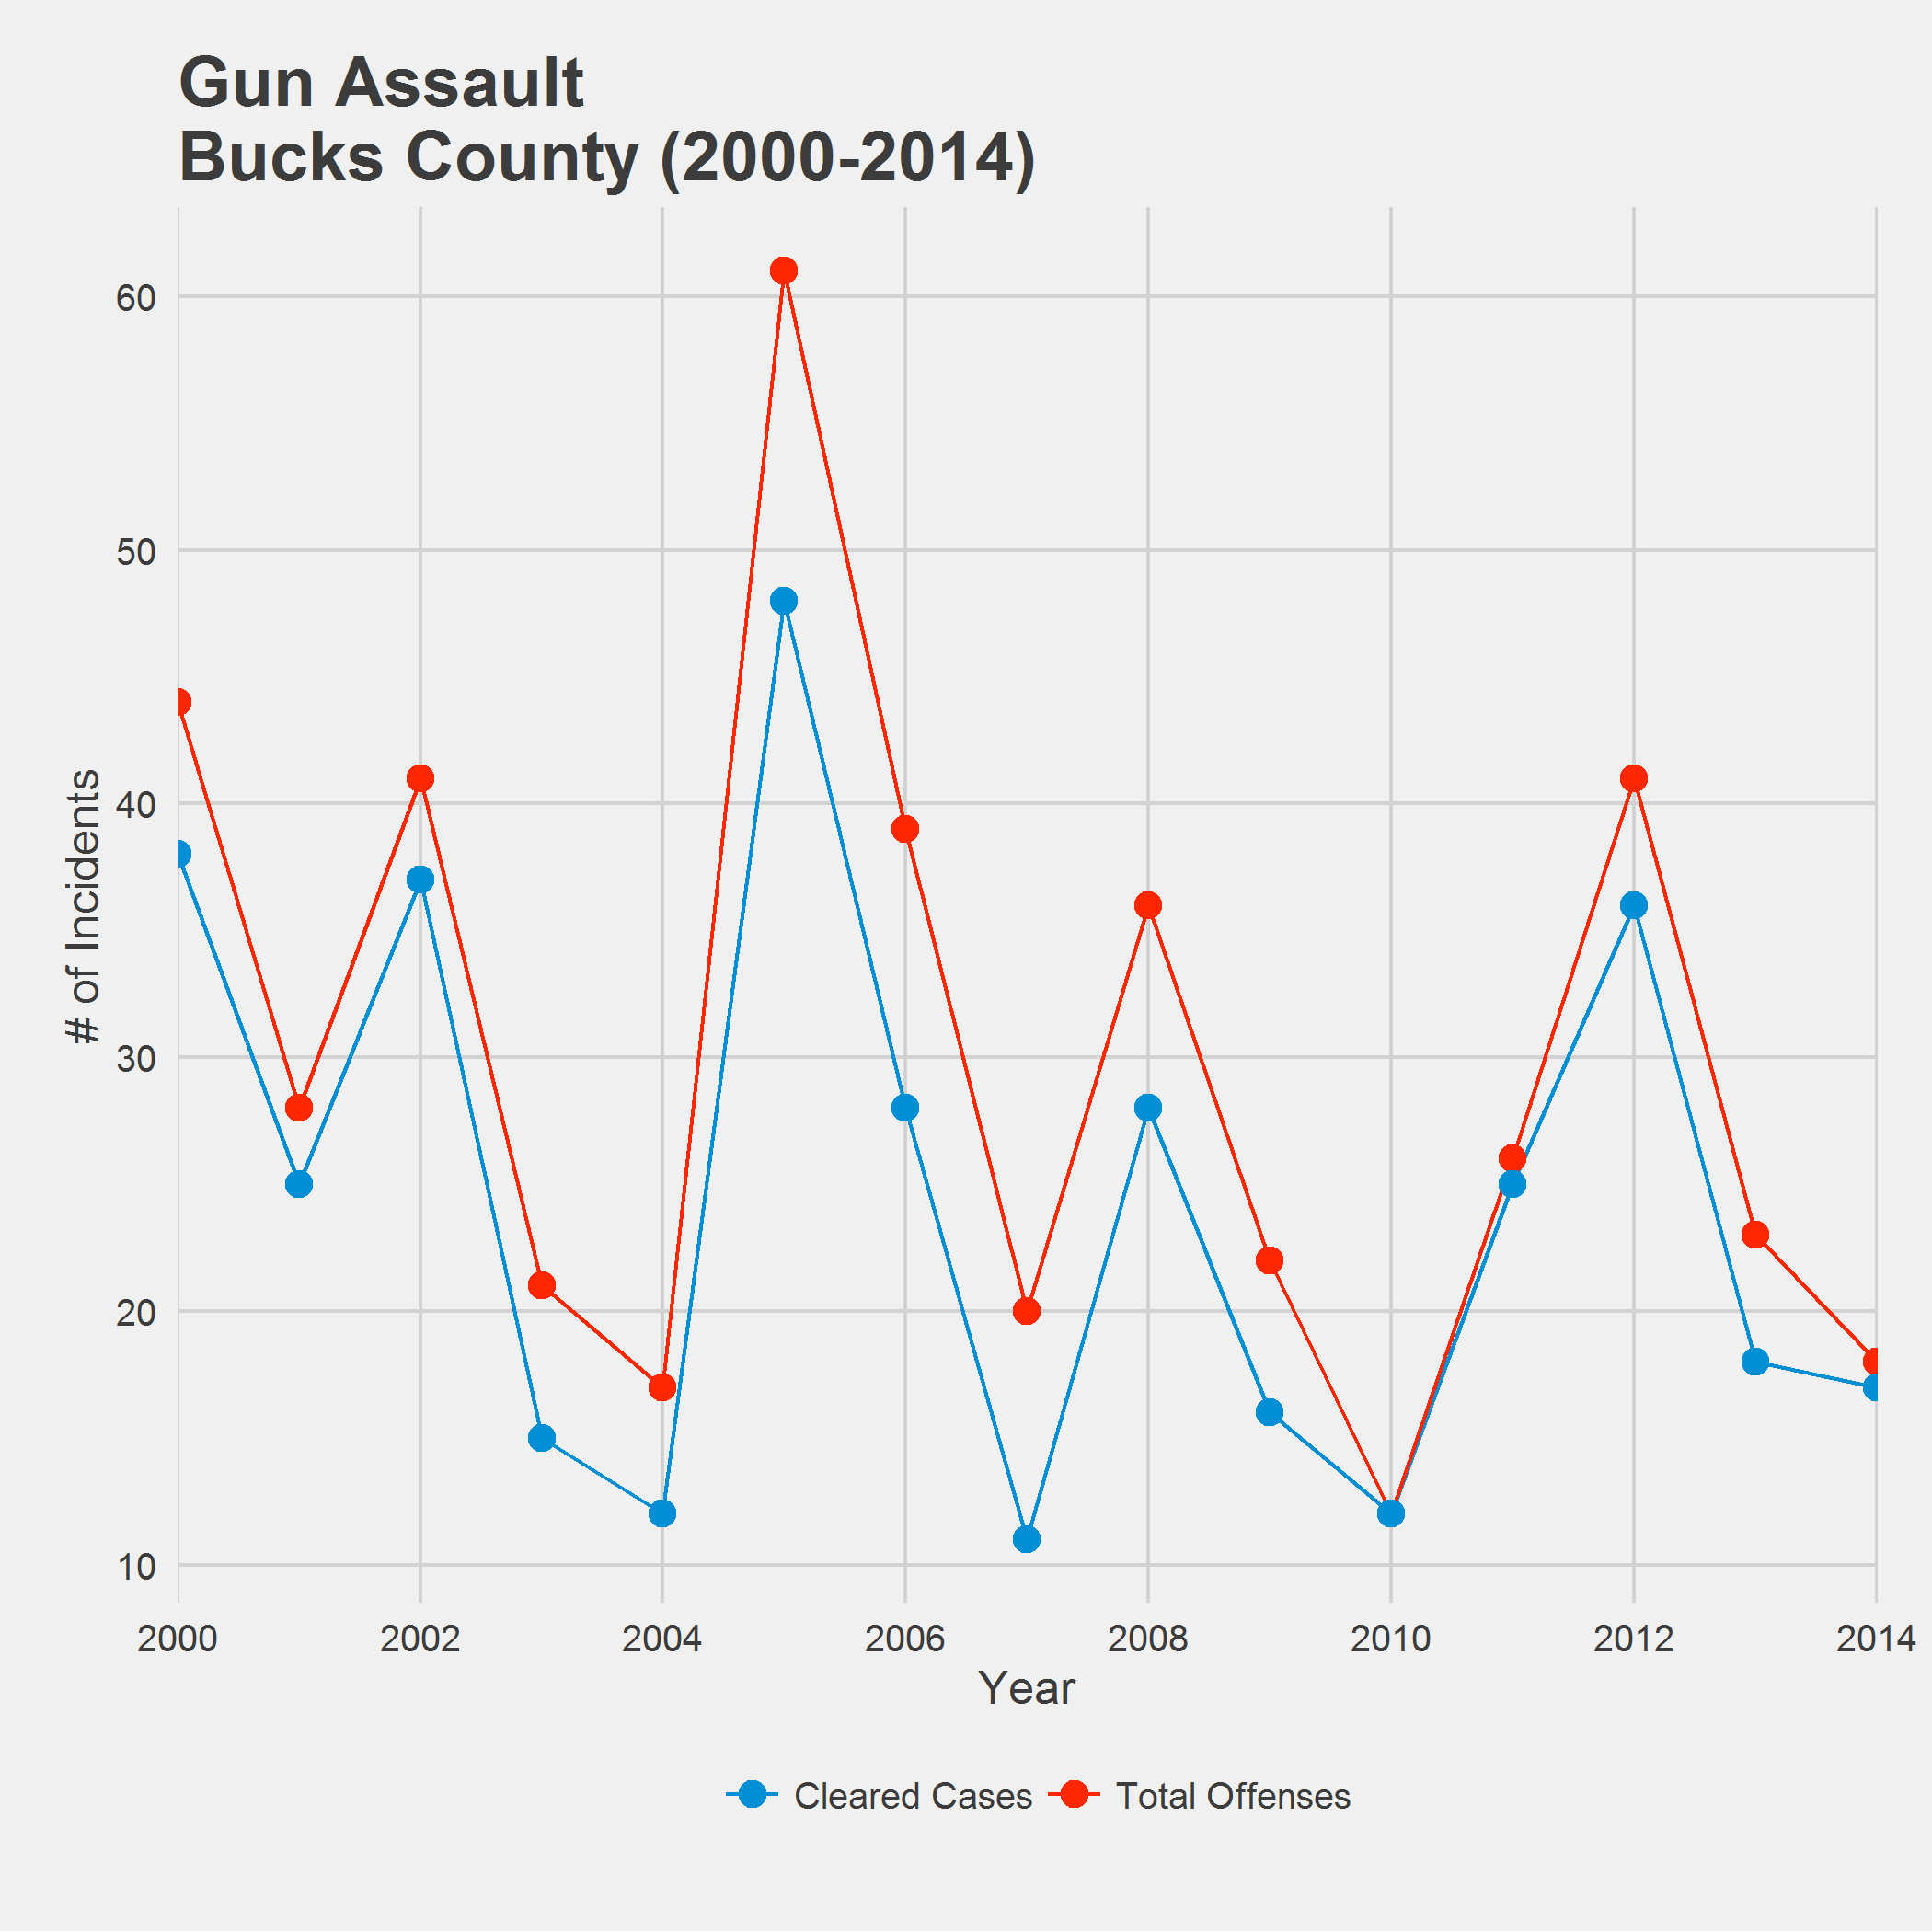 Gun Assault
Bucks County (2000-2014)
# of Incidents
60
50
40
30
20
10
2000 2002 2004 2006 2008 2010 2012 2014
Year
Cleared Cases Total Offenses